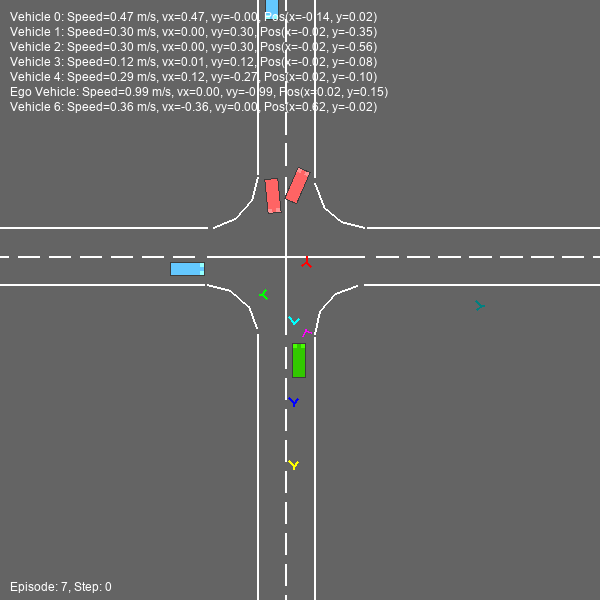 Vehicle 0: Speed=0.47 m/s, vx=0.47, vy=-0.00, Pos(x=-0.14, y=0.02)
Vehicle 1: Speed=0.30 m/s, vx=0.00, vy=0.30, Pos(x=-0.02, y=-0.35)
Vehicle 2: Speed=0.30 m/s, vx=0.00, vy=0.30, Pos(x=-0.02, y=-0.56)
Vehicle 3: Speed=0.12 m/s, vx=0.01, vy=0.12, Pos(x=-0.02, y=-0.08)
Vehicle 4: Speed=0.29 m/s, vx=0.12, vy=-0.27, Pos(x=0.02, y=-0.10)
Ego Vehicle: Speed=0.99 m/s, vx=0.00, vy=-0.99, Pos(x=0.02, y=0.15)
Vehicle 6: Speed=0.36 m/s, vx=-0.36, vy=0.00, Pos(x=0.62, y=-0.02)
Episode: 7, Step: 0